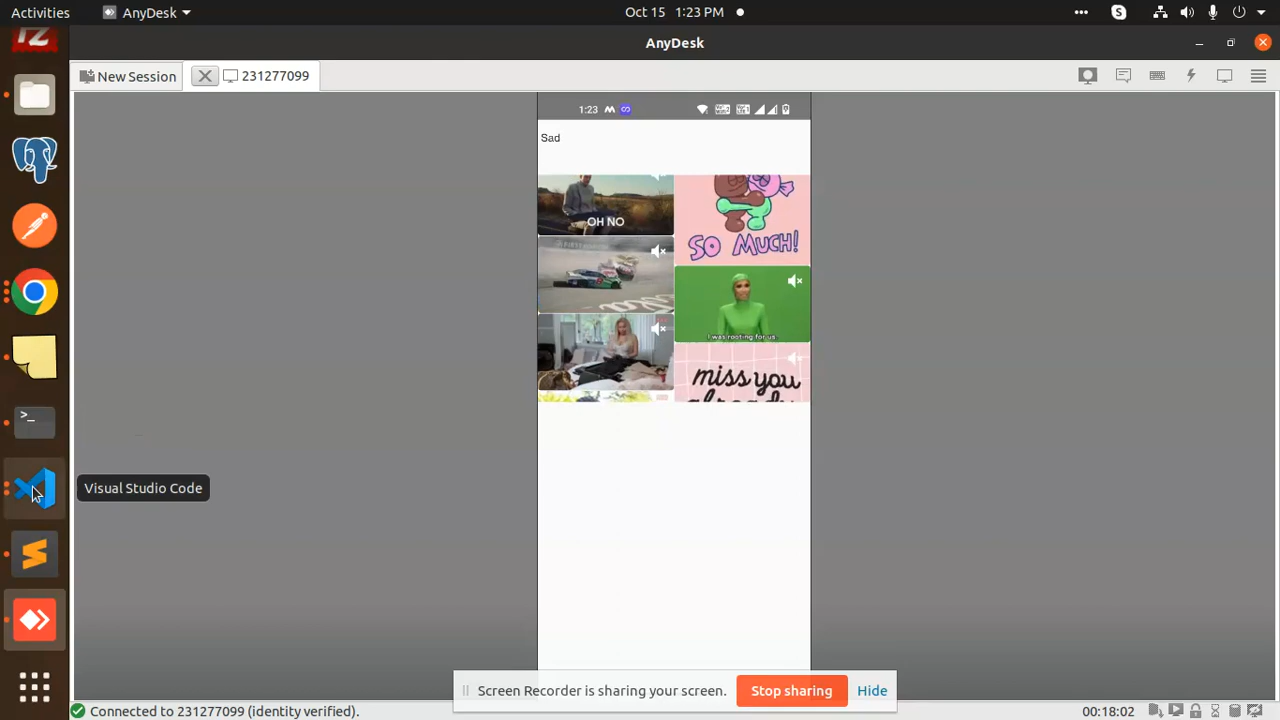 Activities
AnyDesk
Oct 15 1:23 PM
AnyDesk
New Session
231277099
1:23
Sad
OH NO
SO MUCH!
I was rooting for us.
miss you
already
Visual Studio Code
Screen Recorder is sharing your screen.
Stop sharing
Hide
Connected to 231277099 (identity verified).
00:18:02